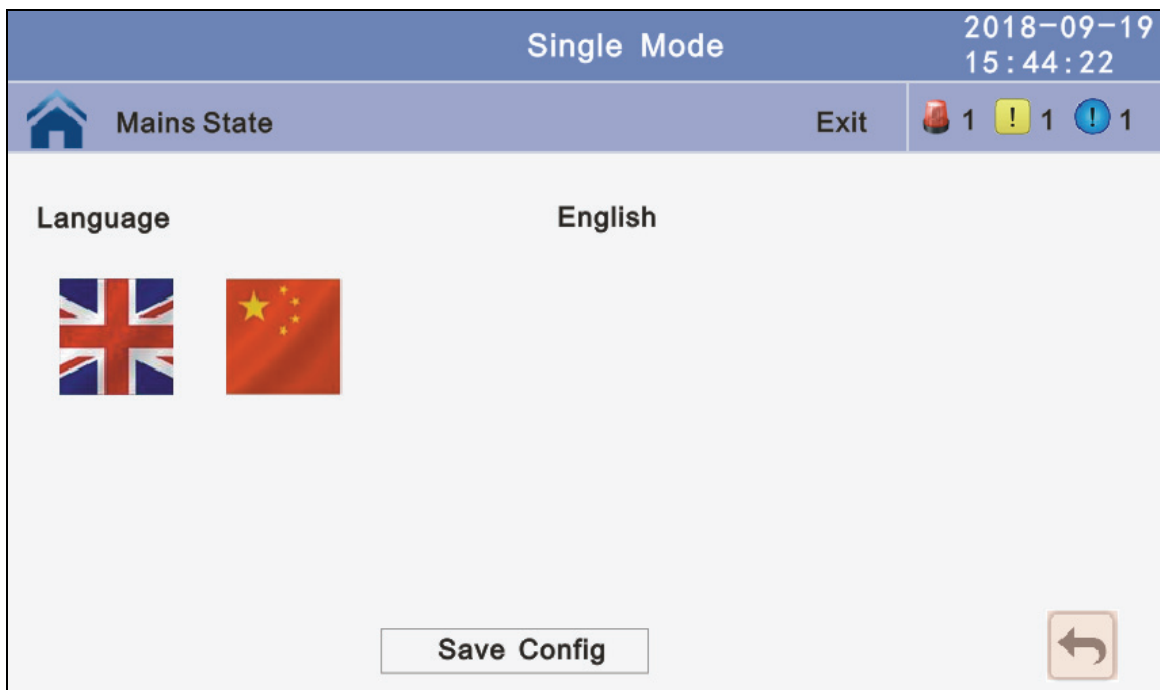 Single Mode
2018-09-19
15:44:22
Mains State
Exit
1 ! 1 ! 1
Language
English
Save Config